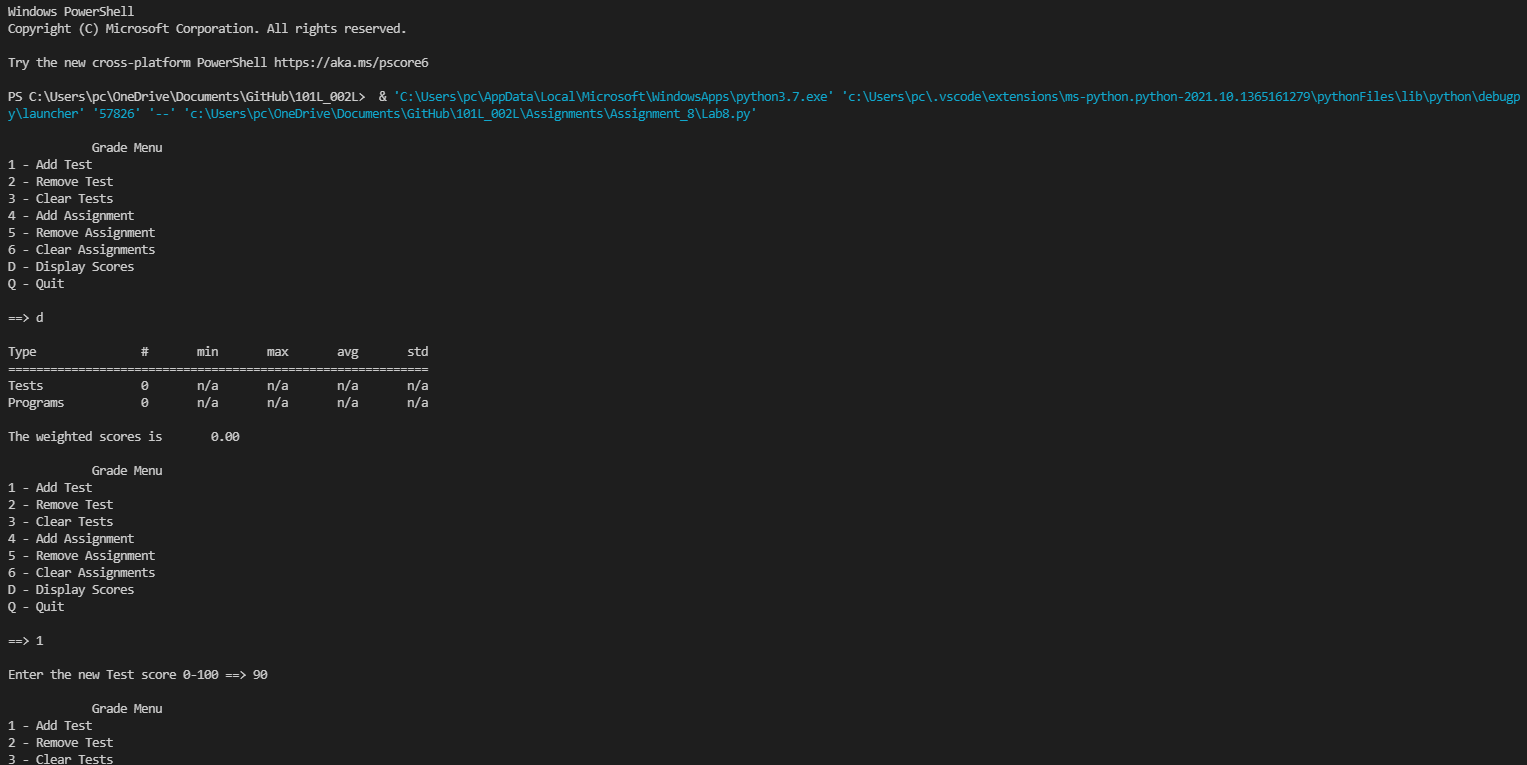 Windows PowerShell
Copyright (C) Microsoft Corporation. All rights reserved.
Try the new cross-platform PowerShell https://aka.ms/pscore6
PS C:\Users\pc\OneDrive\Documents\GitHub\101L_002L>  & 'C:\Users\pc\AppData\Local\Microsoft\WindowsApps\python3.7.exe' 'c:\Users\pc\.vscode\extensions\ms-python.python-2021.10.1365161279\pythonFiles\lib\python\debugp
y\launcher' '57826' '--' 'c:\Users\pc\OneDrive\Documents\GitHub\101L_002L\Assignments\Assignment_8\Lab8.py'
Grade Menu
1 - Add Test
2 - Remove Test
3 - Clear Tests
4 - Add Assignment
5 - Remove Assignment
6 - Clear Assignments
D - Display Scores
Q - Quit
==> d
Type               #       min       max       avg       std
============================================================
Tests              0       n/a       n/a       n/a       n/a
Programs           0       n/a       n/a       n/a       n/a
The weighted scores is       0.00
Grade Menu
1 - Add Test
2 - Remove Test
3 - Clear Tests
4 - Add Assignment
5 - Remove Assignment
6 - Clear Assignments
D - Display Scores
Q - Quit
==> 1
Enter the new Test score 0-100 ==> 90
Grade Menu
1 - Add Test
2 - Remove Test
3 - Clear Tests